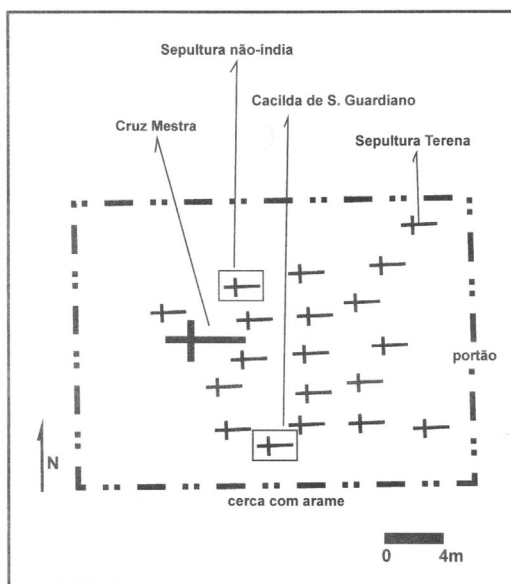 Sepultura não-índia
Cacilda de S. Guardiano
Cruz Mestra
Sepultura Terena
portão
N
cerca com arame
0 4m